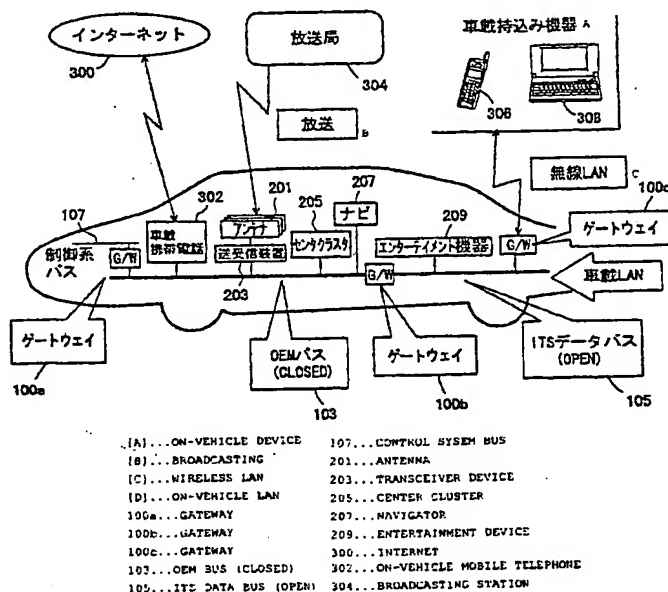 インターネット
300
放送局
304
車載持込み機器 A
306
308
放送 B
無線LAN C
100c
ゲートウェイ
107
制御系
バス
G/W
302
車載
携帯電話
201
アンテナ
送受信装置
203
205
センタクラスタ
207
ナビ
209
エンターテイメント機器
G/W
G/W
車載LAN
ゲートウェイ
100a
OEMバス
(CLOSED)
103
ゲートウェイ
100b
ITSデータバス
(OPEN)
105
[A]...ON-VEHICLE DEVICE
[B]...BROADCASTING
[C]...WIRELESS LAN
[D]...ON-VEHICLE LAN
100a...GATEWAY
100b...GATEWAY
100c...GATEWAY
103...OEM BUS (CLOSED)
105...ITS DATA BUS (OPEN)
107...CONTROL SYSEM BUS
201...ANTENNA
203...TRANSCEIVER DEVICE
205...CENTER CLUSTER
207...NAVIGATOR
209...ENTERTAINMENT DEVICE
300...INTERNET
302...ON-VEHICLE MOBILE TELEPHONE
304...BROADCASTING STATION